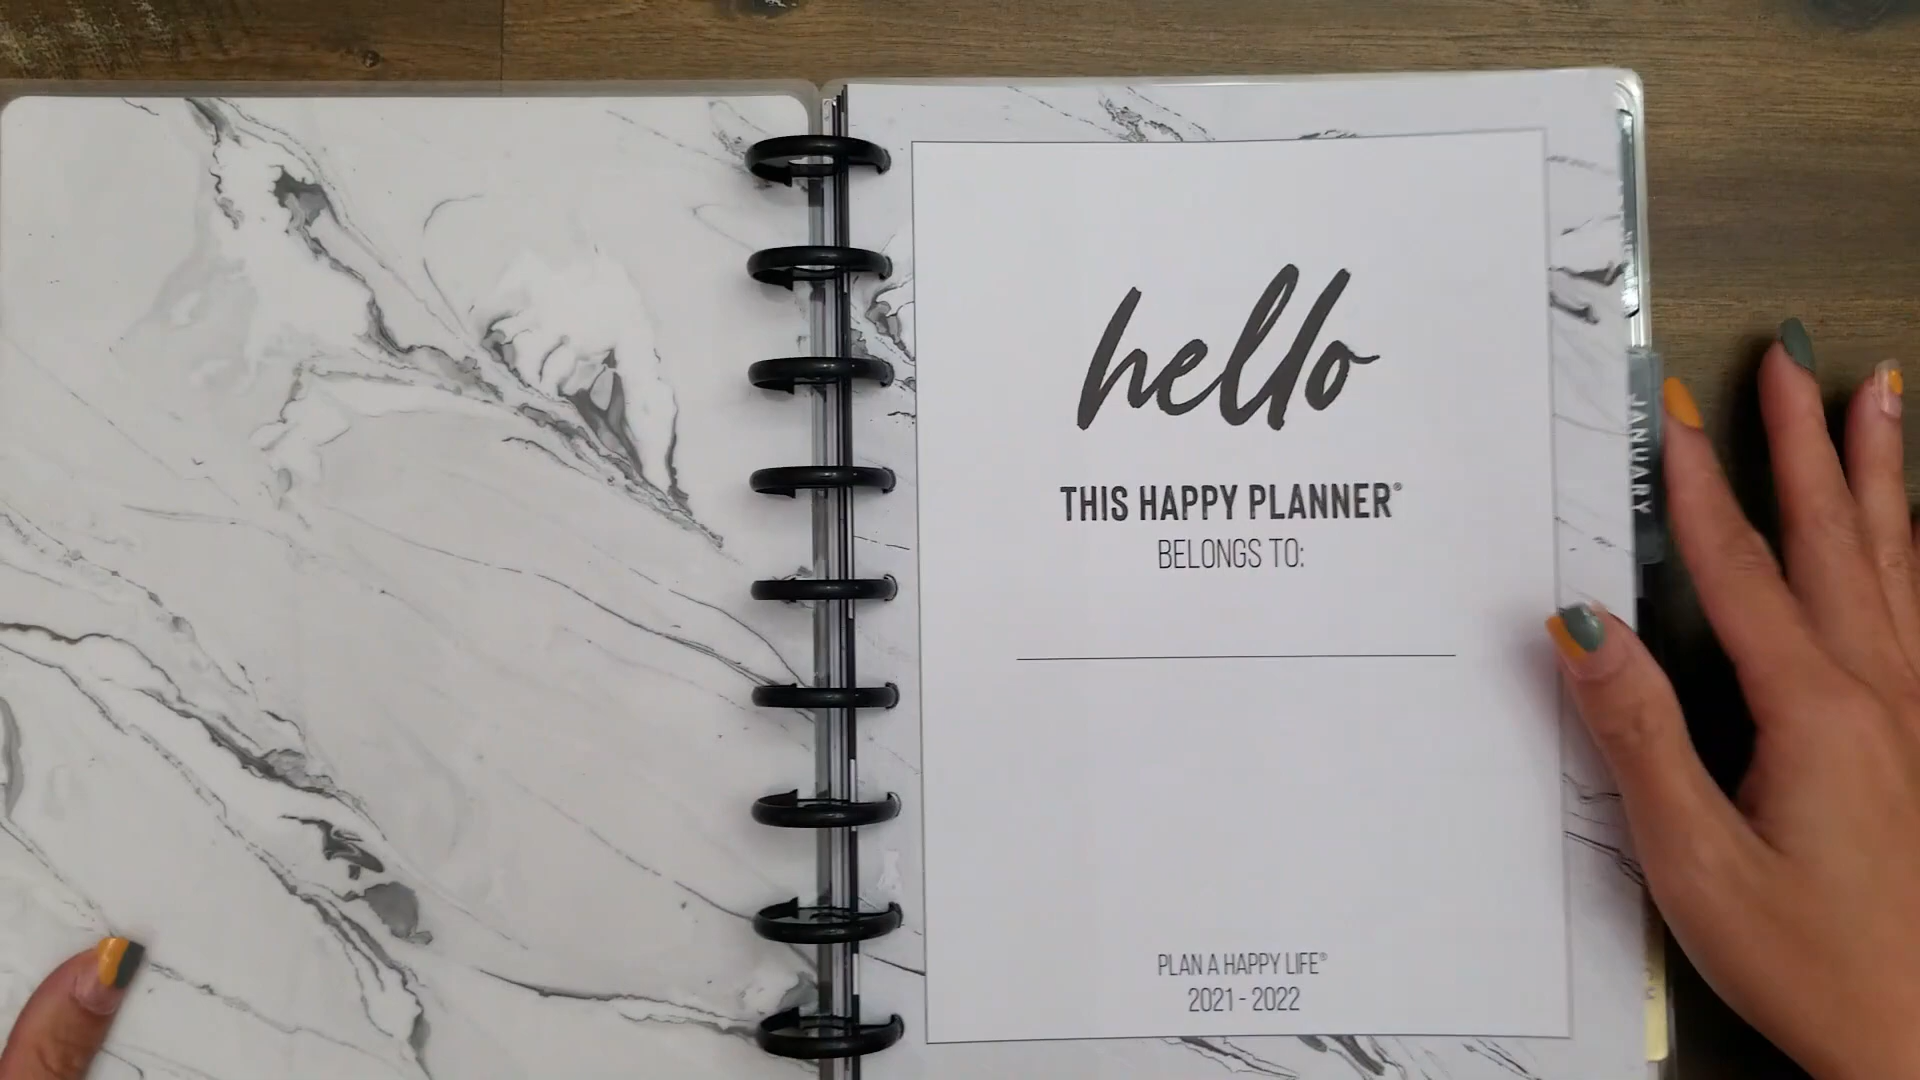 hello
THIS HAPPY PLANNER®
BELONGS TO:
PLAN A HAPPY LIFE®
2021 - 2022
JANUARY